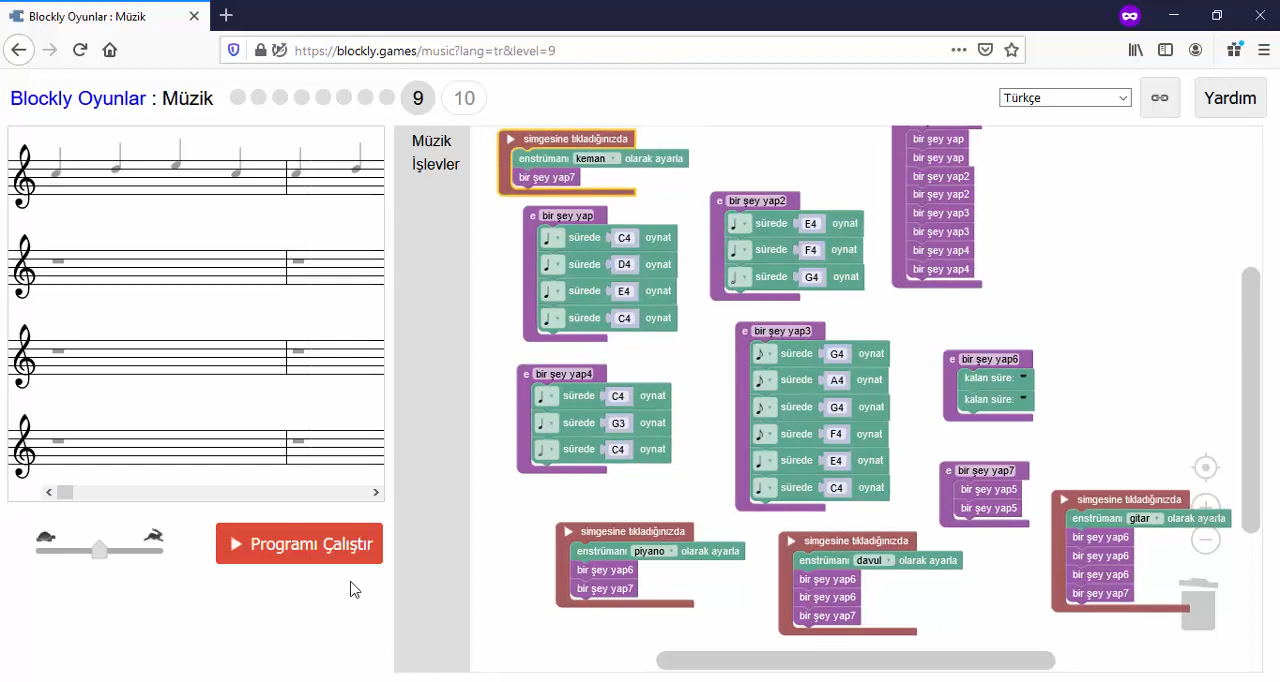 Blockly Oyunlar : Müzik
https://blockly.games/music?lang=tr&level=9
Blockly Oyunlar : Müzik
9
10
Türkçe
Yardım
Müzik
İşlevler
simgesine tıkladığınızda
enstrümanı keman olarak ayarla
bir şey yap7
e bir şey yap
sürede C4 oynat
sürede D4 oynat
sürede E4 oynat
sürede C4 oynat
e bir şey yap2
sürede E4 oynat
sürede F4 oynat
sürede G4 oynat
bir şey yap
bir şey yap
bir şey yap2
bir şey yap2
bir şey yap3
bir şey yap3
bir şey yap4
bir şey yap4
e bir şey yap4
sürede C4 oynat
sürede G3 oynat
sürede C4 oynat
e bir şey yap3
sürede G4 oynat
sürede A4 oynat
sürede G4 oynat
sürede F4 oynat
sürede E4 oynat
sürede C4 oynat
e bir şey yap6
kalan süre:
kalan süre:
e bir şey yap7
bir şey yap5
bir şey yap5
simgesine tıkladığınızda
enstrümanı piyano olarak ayarla
bir şey yap6
bir şey yap7
simgesine tıkladığınızda
enstrümanı davul olarak ayarla
bir şey yap6
bir şey yap6
bir şey yap7
simgesine tıkladığınızda
enstrümanı gitar olarak ayarla
bir şey yap6
bir şey yap6
bir şey yap6
bir şey yap7
Programı Çalıştır